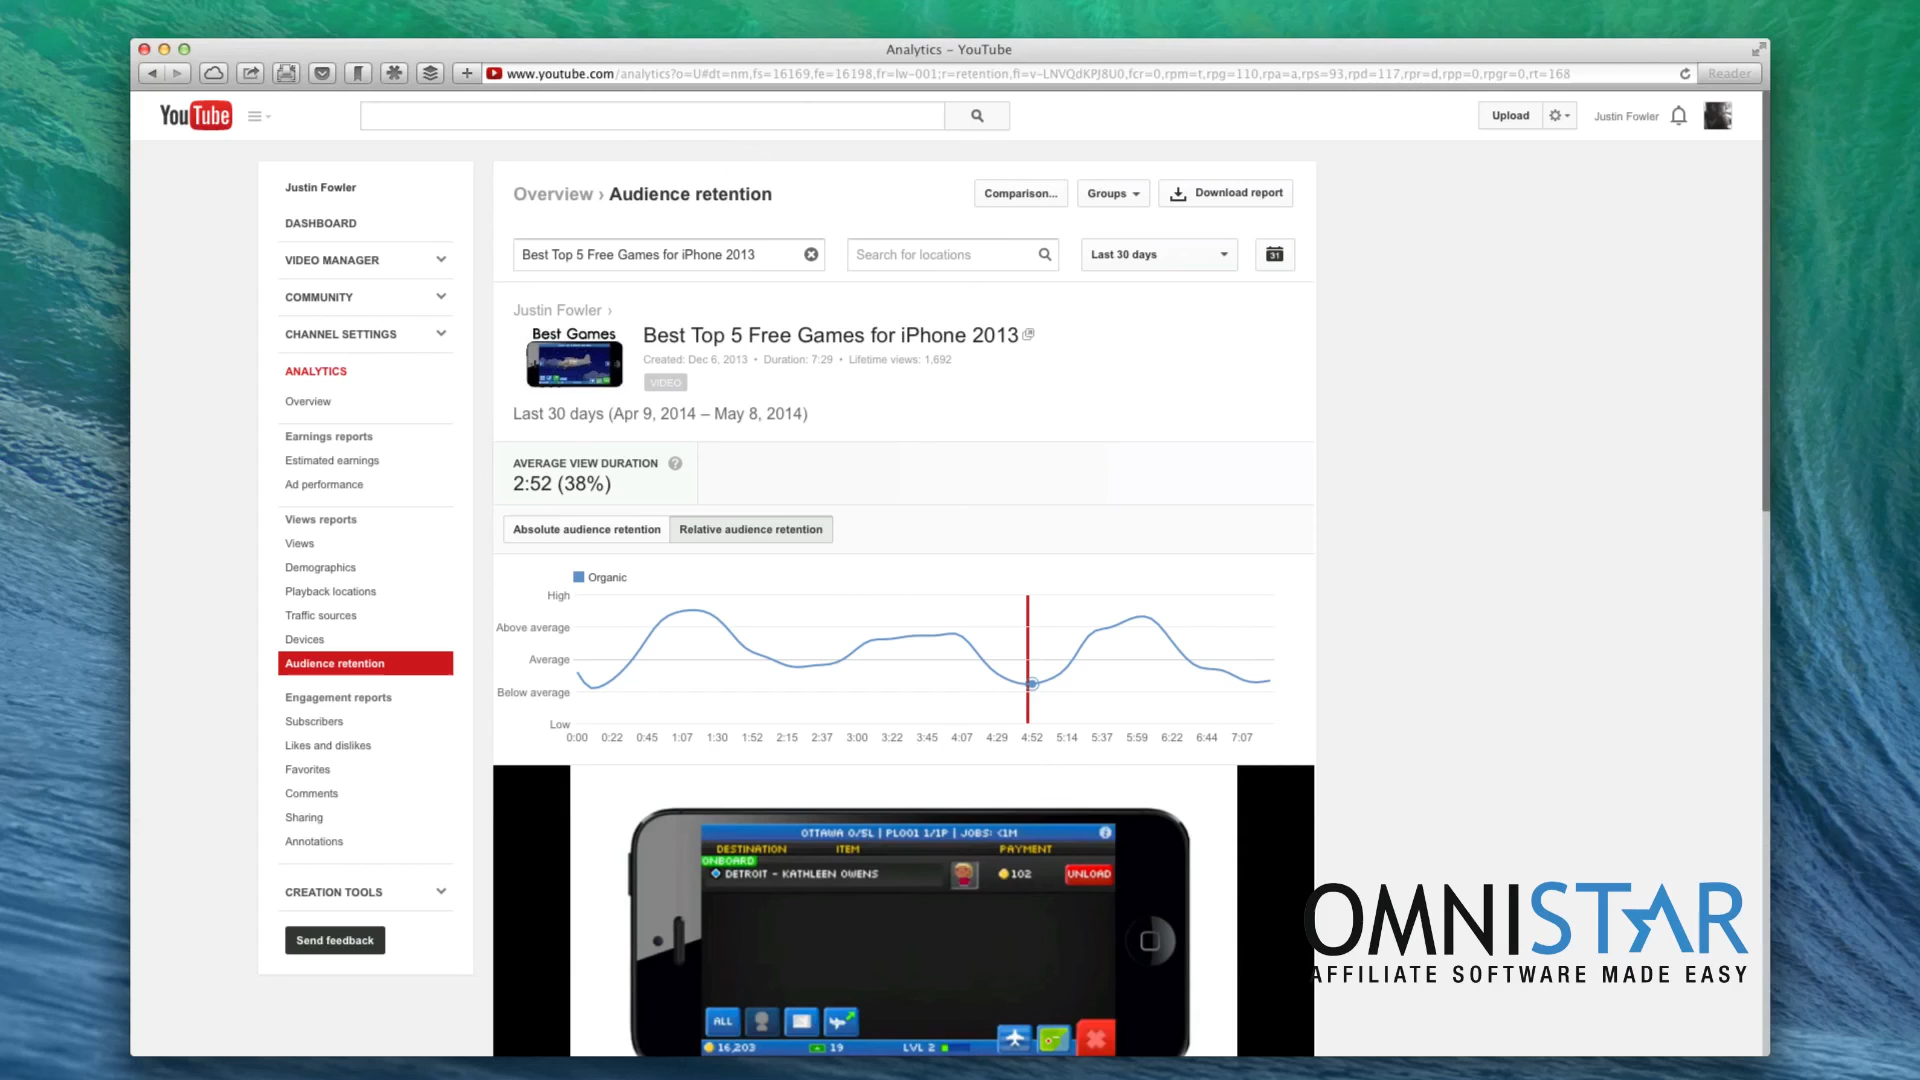 Analytics – YouTube
www.youtube.com/analytics?o=U#dt=nm,fs=16169,fe=16198,fr=lw-001;r=retention,fi=v-LNVQdKPJ8U0,fcr=0,rpm=t,rpg=110,rpa=a,rps=93,rpd=117,rpr=d,rpp=0,rpgr=0,rt=168
Reader
YouTube
Upload
Justin Fowler
Justin Fowler
DASHBOARD
VIDEO MANAGER
COMMUNITY
CHANNEL SETTINGS
ANALYTICS
Overview
Earnings reports
Estimated earnings
Ad performance
Views reports
Views
Demographics
Playback locations
Traffic sources
Devices
Audience retention
Engagement reports
Subscribers
Likes and dislikes
Favorites
Comments
Sharing
Annotations
CREATION TOOLS
Send feedback
Overview › Audience retention
Comparison...
Groups
Download report
Best Top 5 Free Games for iPhone 2013
Search for locations
Last 30 days
31
Justin Fowler ›
Best Games
Best Top 5 Free Games for iPhone 2013
Created: Dec 6, 2013 • Duration: 7:29 • Lifetime views: 1,692
VIDEO
Last 30 days (Apr 9, 2014 – May 8, 2014)
AVERAGE VIEW DURATION ?
2:52 (38%)
Absolute audience retention
Relative audience retention
Organic
High
Above average
Average
Below average
Low
0:00 0:22 0:45 1:07 1:30 1:52 2:15 2:37 3:00 3:22 3:45 4:07 4:29 4:52 5:14 5:37 5:59 6:22 6:44 7:07
OTTAWA 0/5L | PL001 1/1P | JOBS: <1M
DESTINATION ITEM PAYMENT
ONBOARD
DETROIT - KATHLEEN OWENS 102 UNLOAD
ALL
16,203 19 LVL 2
OMNISTAR
AFFILIATE SOFTWARE MADE EASY